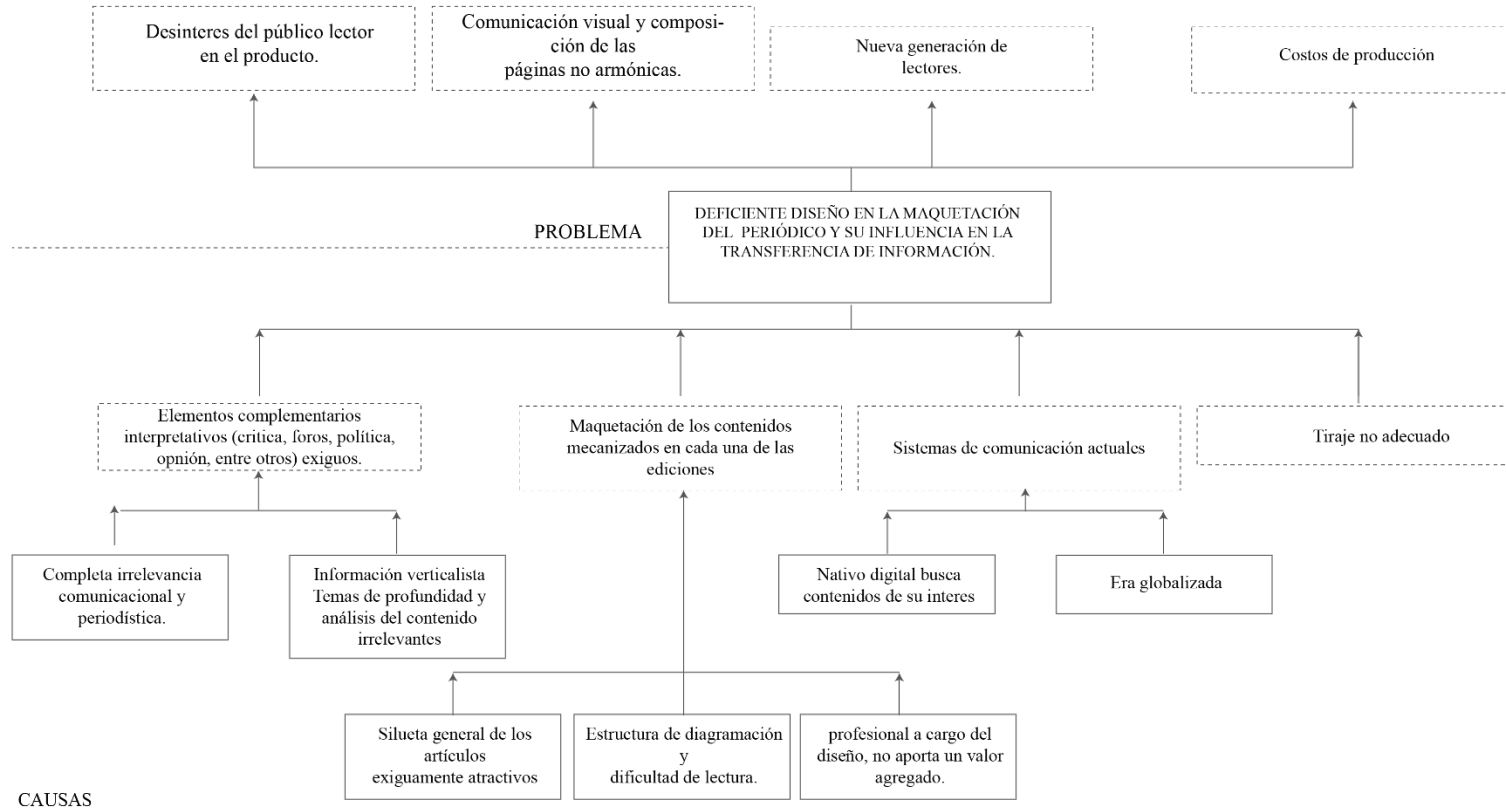 Desinteres del público lector
en el producto.
Comunicación visual y composi-
ción de las
páginas no armónicas.
Nueva generación de
lectores.
Costos de producción
PROBLEMA
DEFICIENTE DISEÑO EN LA MAQUETACIÓN
DEL PERIÓDICO Y SU INFLUENCIA EN LA
TRANSFERENCIA DE INFORMACIÓN.
Elementos complementarios
interpretativos (critica, foros, política,
opnión, entre otros) exiguos.
Maquetación de los contenidos
mecanizados en cada una de las
ediciones
Sistemas de comunicación actuales
Tiraje no adecuado
Completa irrelevancia
comunicacional y
periodística.
Información verticalista
Temas de profundidad y
análisis del contenido
irrelevantes
Nativo digital busca
contenidos de su interes
Era globalizada
Silueta general de los
artículos
exiguamente atractivos
Estructura de diagramación
y
dificultad de lectura.
profesional a cargo del
diseño, no aporta un valor
agregado.
CAUSAS